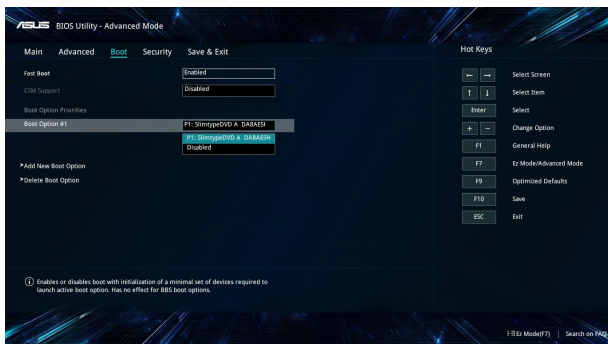 ASUS BIOS Utility - Advanced Mode
Main Advanced Boot Security Save & Exit
Hot Keys
Fast Boot Enabled
CSM Support Disabled
Boot Option Priorities
Boot Option #1 P1: SlimtypeDVD A DA8AESI
P1: SlimtypeDVD A DA8AESH
Disabled
>Add New Boot Option
>Delete Boot Option
← → Select Screen
↑ ↓ Select Item
Enter Select
+ − Change Option
F1 General Help
F7 Ez Mode/Advanced Mode
F9 Optimized Defaults
F10 Save
ESC Exit
Enables or disables boot with initialization of a minimal set of devices required to
launch active boot option. Has no effect for BBS boot options.
Ez Mode(F7) | Search on FAQ